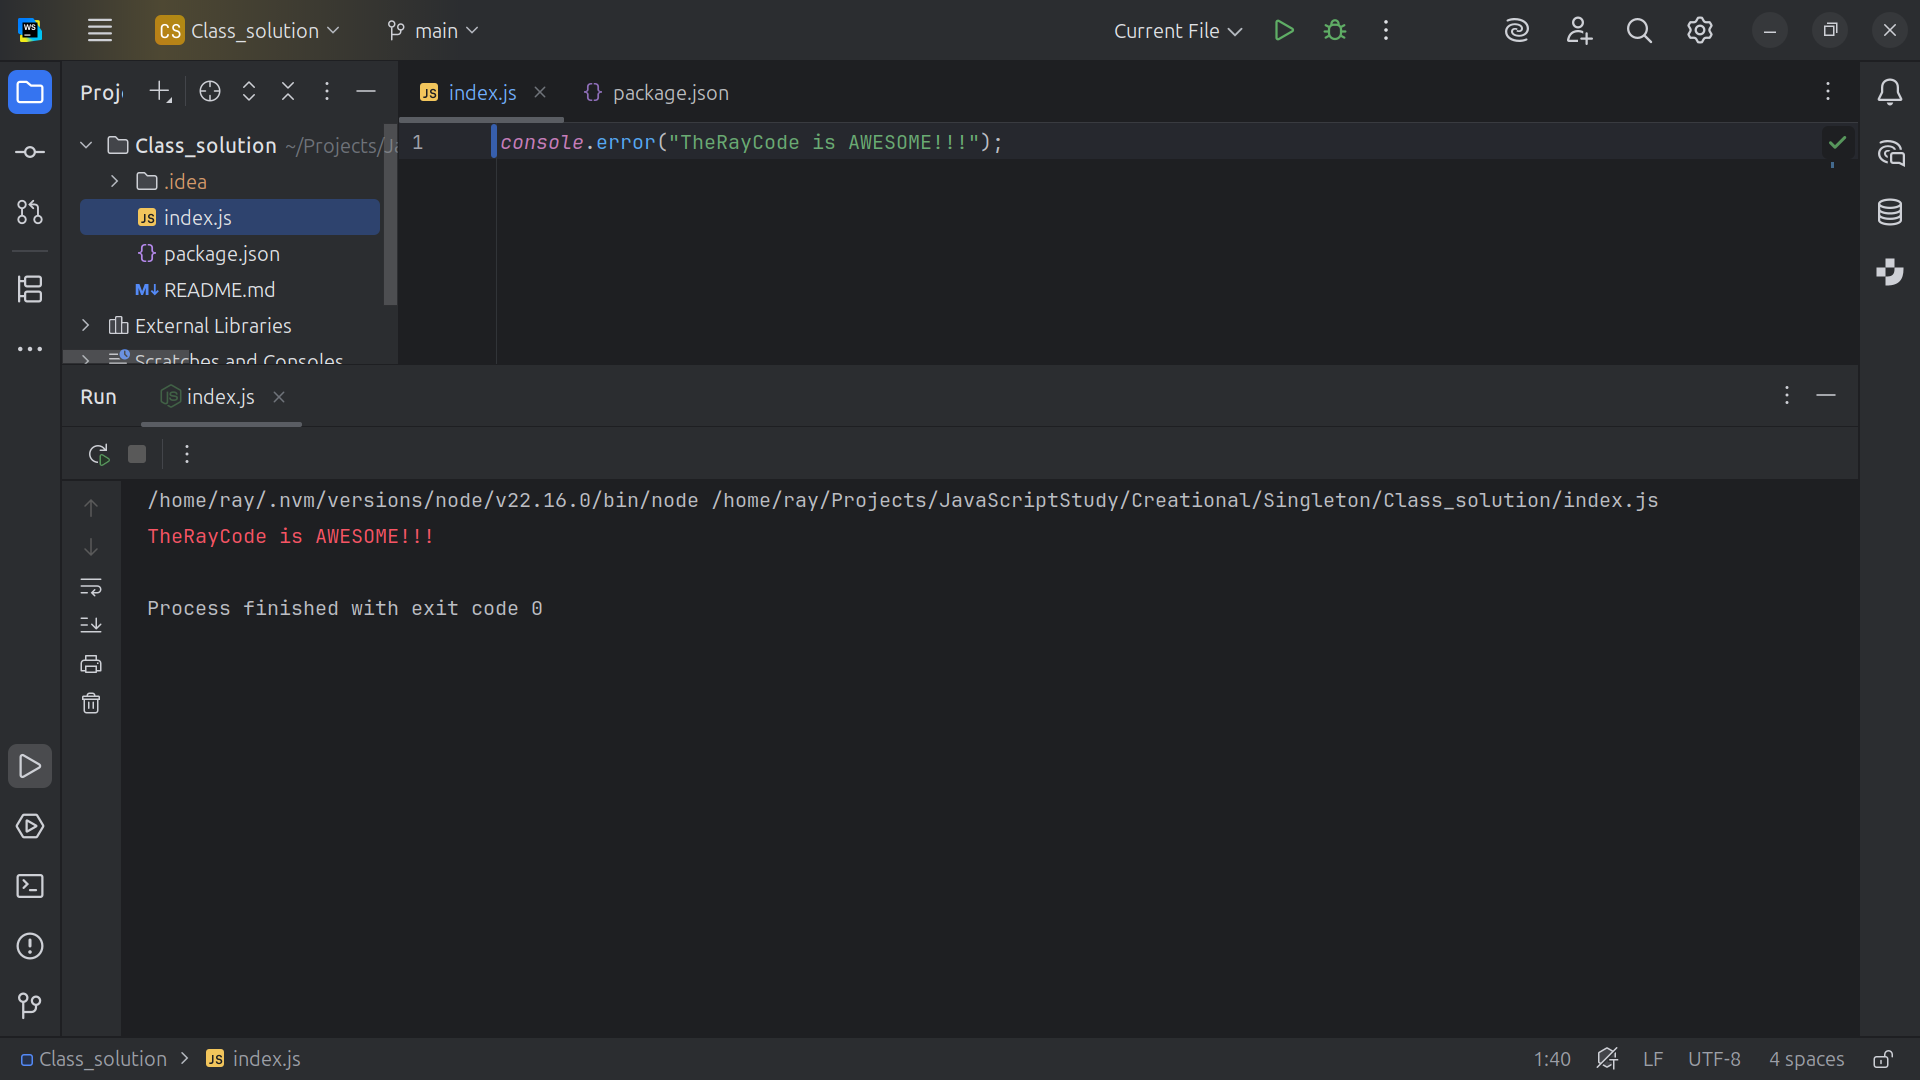 WS
CS Class_solution
main
Current File
Proj
index.js
package.json
Class_solution ~/Projects/Ja
.idea
index.js
package.json
README.md
External Libraries
Scratches and Consoles
1 console.error("TheRayCode is AWESOME!!!");
Run index.js
/home/ray/.nvm/versions/node/v22.16.0/bin/node /home/ray/Projects/JavaScriptStudy/Creational/Singleton/Class_solution/index.js
TheRayCode is AWESOME!!!
Process finished with exit code 0
Class_solution > JS index.js
1:40 LF UTF-8 4 spaces